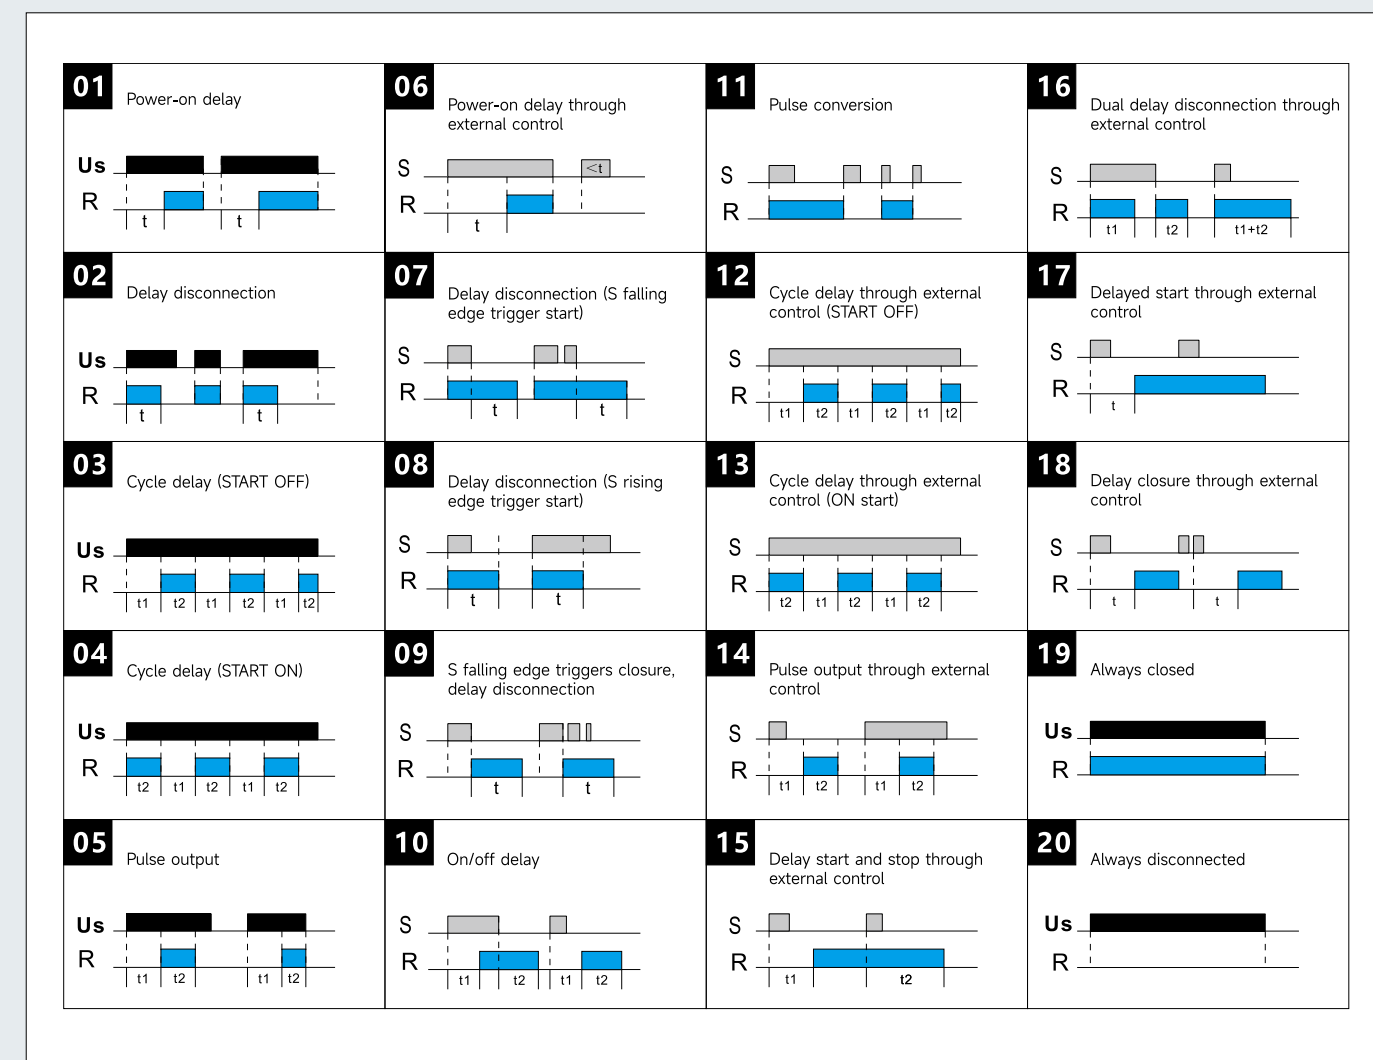 01
Power-on delay
Us
R
t
t
02
Delay disconnection
Us
R
t
t
03
Cycle delay (START OFF)
Us
R
t1 t2 t1 t2 t1 t2
04
Cycle delay (START ON)
Us
R
t2 t1 t2 t1 t2
05
Pulse output
Us
R
t1 t2 t1 t2
06
Power-on delay through
external control
S
<t
R
t
07
Delay disconnection (S falling
edge trigger start)
S
R
t
t
08
Delay disconnection (S rising
edge trigger start)
S
R
t
t
09
S falling edge triggers closure,
delay disconnection
S
R
t
t
10
On/off delay
S
R
t1 t2 t1 t2
11
Pulse conversion
S
R
12
Cycle delay through external
control (START OFF)
S
R
t1 t2 t1 t2 t1 t2
13
Cycle delay through external
control (ON start)
S
R
t2 t1 t2 t1 t2
14
Pulse output through external
control
S
R
t1 t2 t1 t2
15
Delay start and stop through
external control
S
R
t1 t2
16
Dual delay disconnection through
external control
S
R
t1 t2 t1+t2
17
Delayed start through external
control
S
R
t
18
Delay closure through external
control
S
R
t
t
19
Always closed
Us
R
20
Always disconnected
Us
R